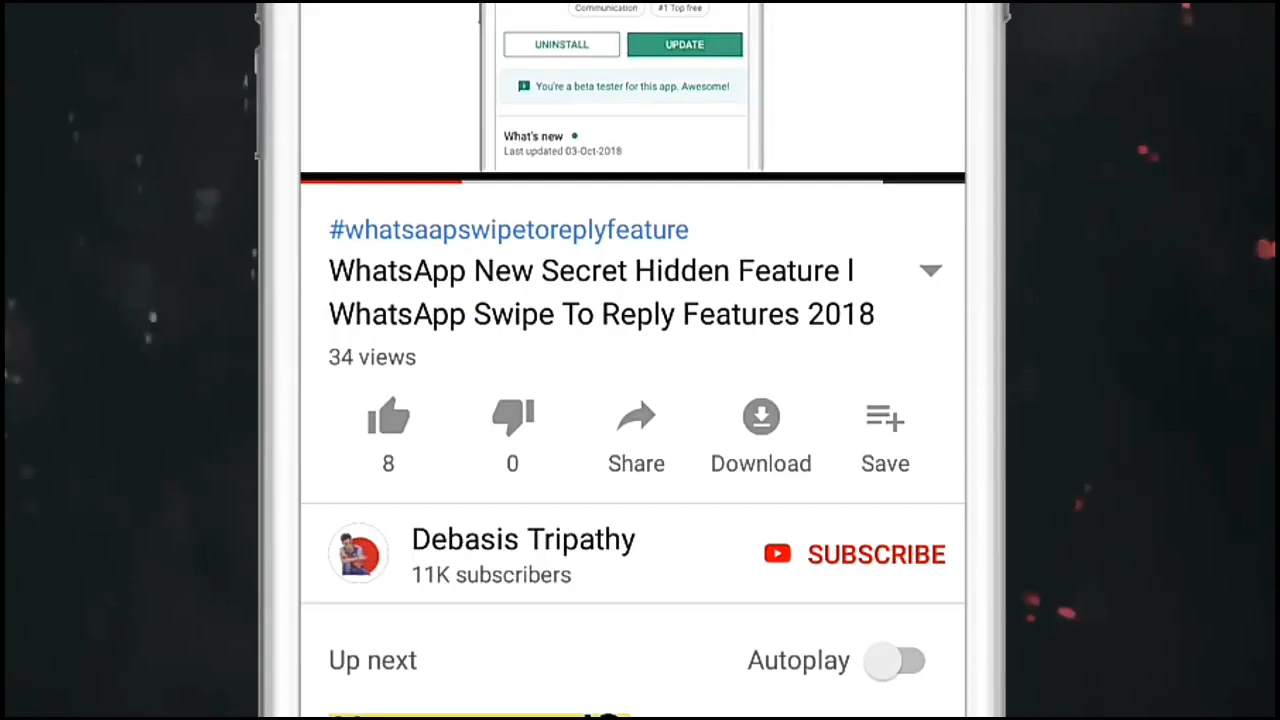 Communication #1 Top free
UNINSTALL UPDATE
You're a beta tester for this app. Awesome!
What's new
Last updated 03-Oct-2018
#whatsaapswipetoreplyfeature
WhatsApp New Secret Hidden Feature l
WhatsApp Swipe To Reply Features 2018
34 views
8 0 Share Download Save
Debasis Tripathy
11K subscribers
SUBSCRIBE
Up next Autoplay